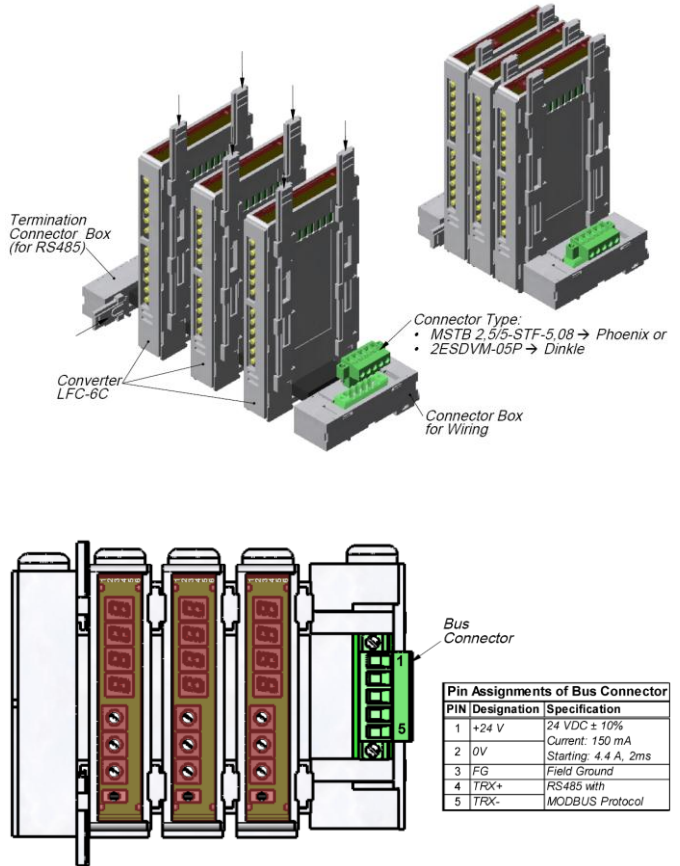 Termination
Connector Box
(for RS485)
Connector Type:
• MSTB 2,5/5-STF-5,08 → Phoenix or
• 2ESDVM-05P → Dinkle
Converter
LFC-6C
Connector Box
for Wiring
Bus
Connector
1
5
Pin Assignments of Bus Connector
PIN Designation Specification
1 +24 V 24 VDC ± 10%
Current: 150 mA
2 0V Starting: 4.4 A, 2ms
3 FG Field Ground
4 TRX+ RS485 with
5 TRX- MODBUS Protocol